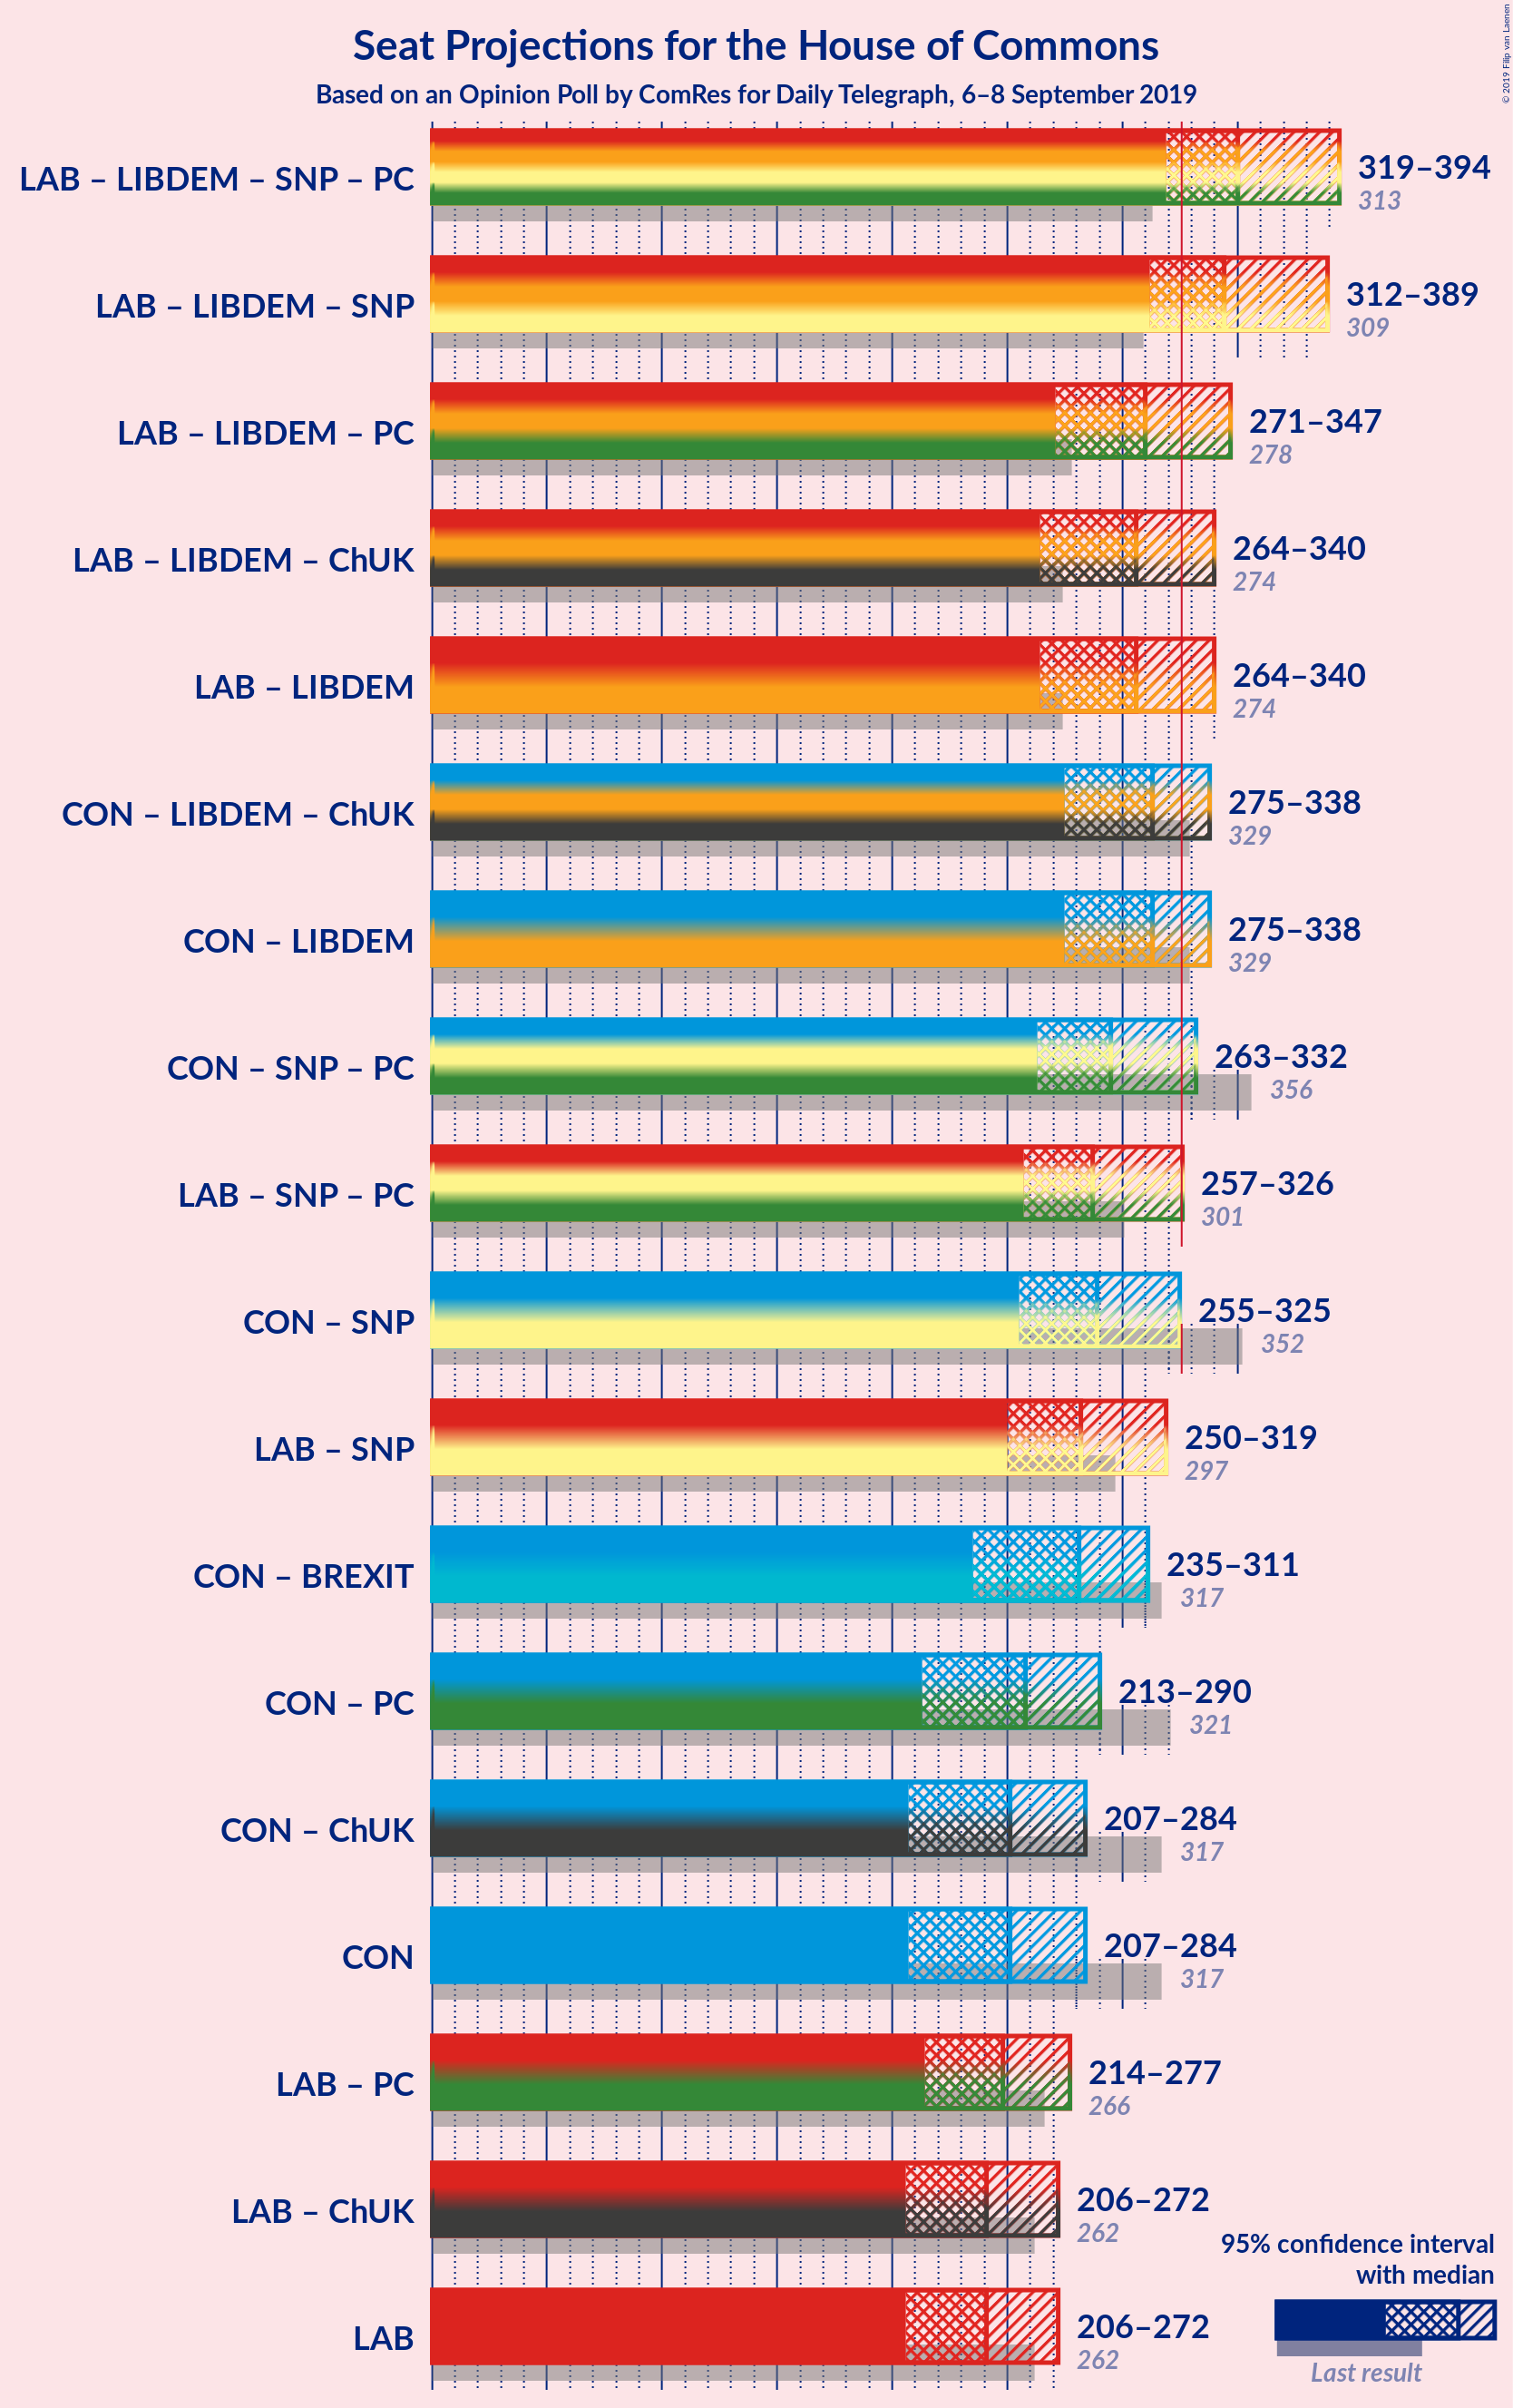 © 2019 Filip van Laenen
Seat Projections for the House of Commons
Based on an Opinion Poll by ComRes for Daily Telegraph, 6–8 September 2019
LAB – LIBDEM – SNP – PC
319–394
313
LAB – LIBDEM – SNP
312–389
309
LAB – LIBDEM – PC
271–347
278
LAB – LIBDEM – ChUK
264–340
274
LAB – LIBDEM
264–340
274
CON – LIBDEM – ChUK
275–338
329
CON – LIBDEM
275–338
329
CON – SNP – PC
263–332
356
LAB – SNP – PC
257–326
301
CON – SNP
255–325
352
LAB – SNP
250–319
297
CON – BREXIT
235–311
317
CON – PC
213–290
321
CON – ChUK
207–284
317
CON
207–284
317
LAB – PC
214–277
266
LAB – ChUK
206–272
262
LAB
206–272
262
95% confidence interval
with median
Last result